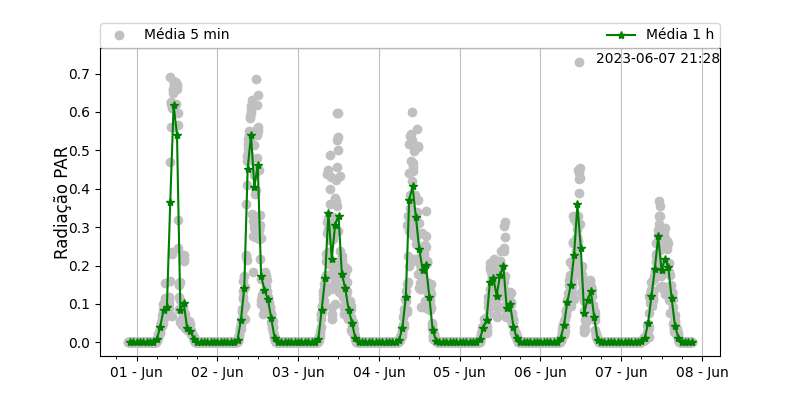 Média 5 min
Média 1 h
2023-06-07 21:28
Radiação PAR
0.7
0.6
0.5
0.4
0.3
0.2
0.1
0.0
01 - Jun
02 - Jun
03 - Jun
04 - Jun
05 - Jun
06 - Jun
07 - Jun
08 - Jun